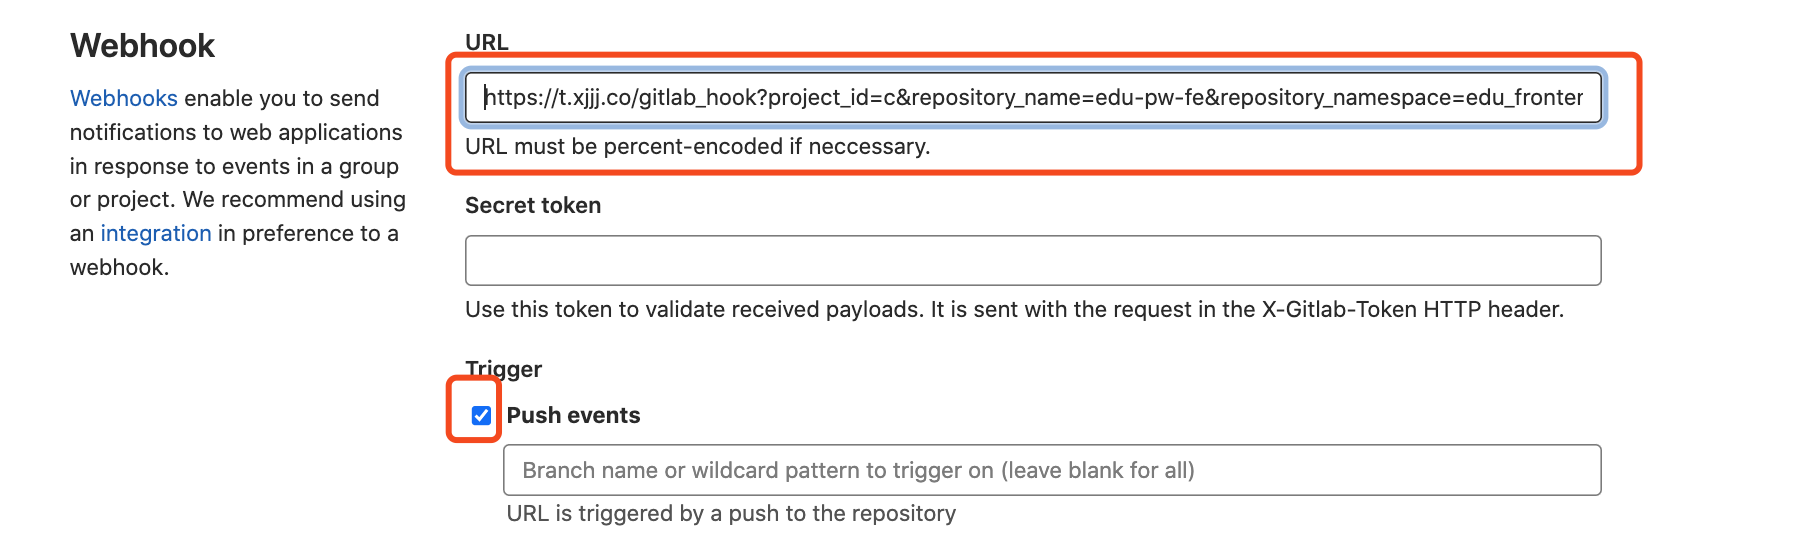 Webhook
Webhooks enable you to send
notifications to web applications
in response to events in a group
or project. We recommend using
an integration in preference to a
webhook.
URL
https://t.xjjj.co/gitlab_hook?project_id=c&repository_name=edu-pw-fe&repository_namespace=edu_fronter
URL must be percent-encoded if neccessary.
Secret token
Use this token to validate received payloads. It is sent with the request in the X-Gitlab-Token HTTP header.
Trigger
Push events
Branch name or wildcard pattern to trigger on (leave blank for all)
URL is triggered by a push to the repository